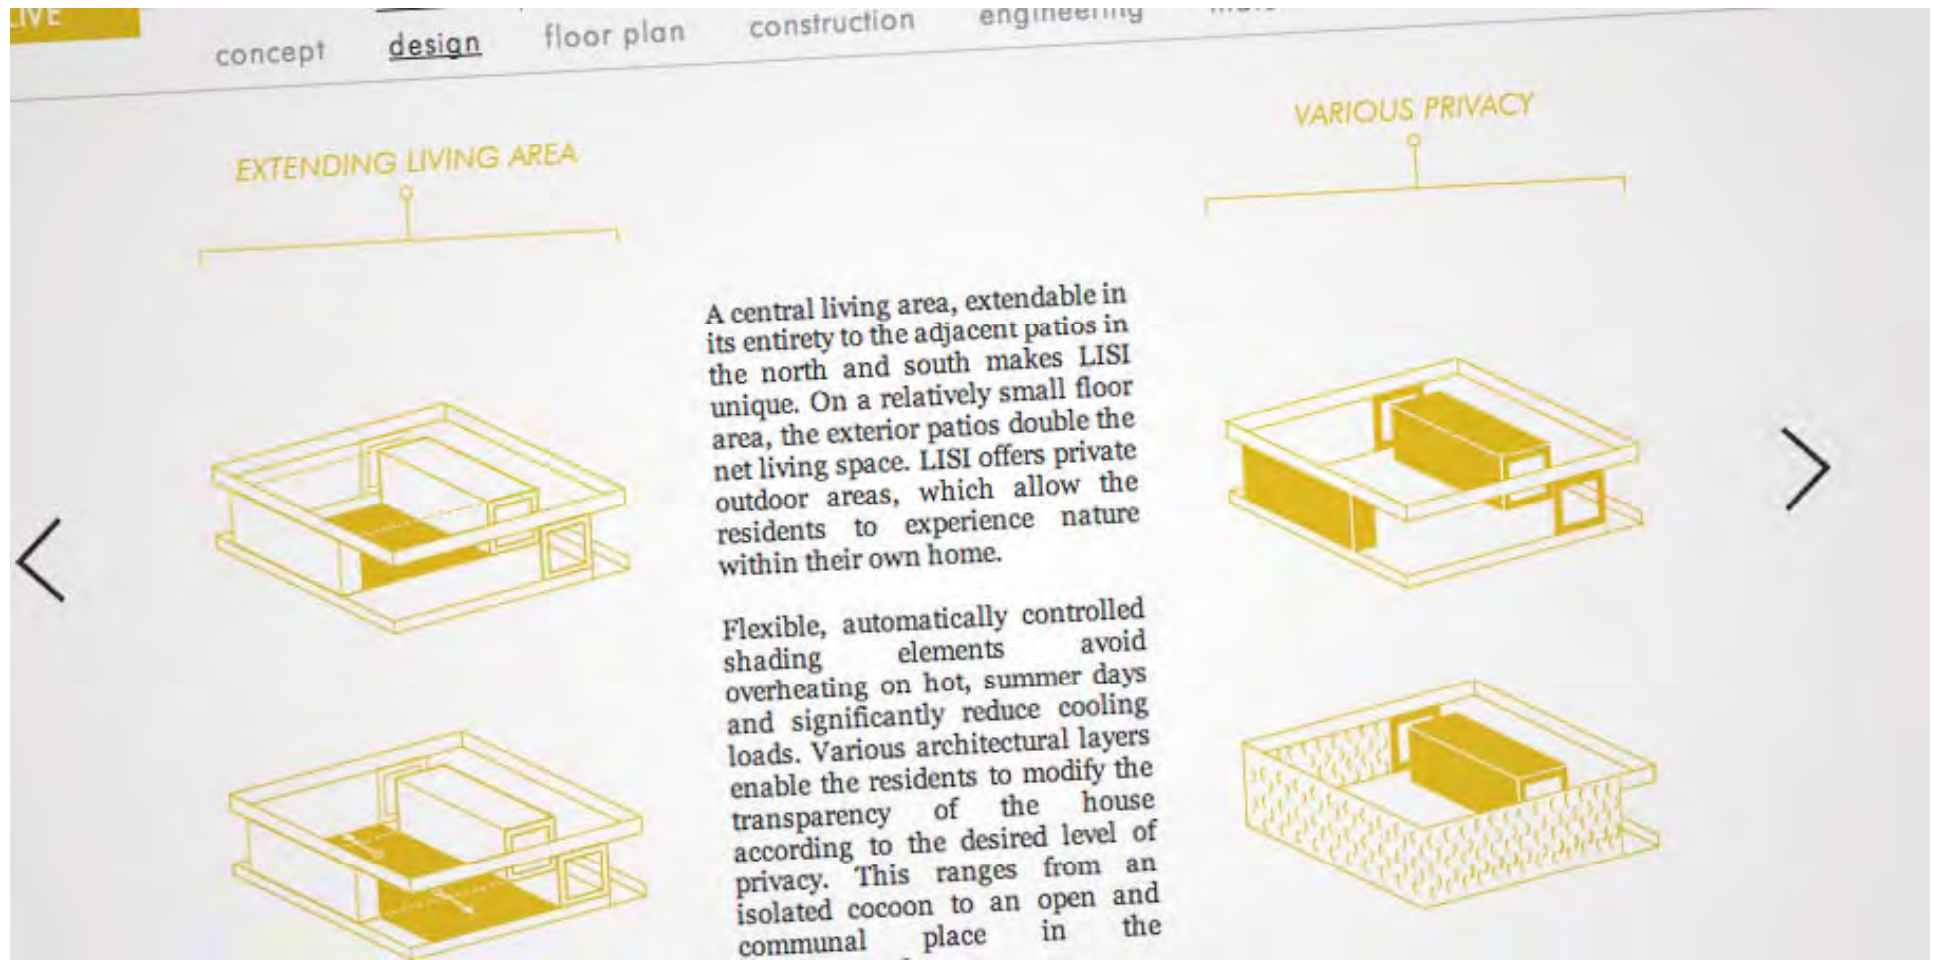 LIVE
concept design floor plan construction engineering
EXTENDING LIVING AREA
VARIOUS PRIVACY
A central living area, extendable in
its entirety to the adjacent patios in
the north and south makes LISI
unique. On a relatively small floor
area, the exterior patios double the
net living space. LISI offers private
outdoor areas, which allow the
residents to experience nature
within their own home.
Flexible, automatically controlled
shading elements avoid
overheating on hot, summer days
and significantly reduce cooling
loads. Various architectural layers
enable the residents to modify the
transparency of the house
according to the desired level of
privacy. This ranges from an
isolated cocoon to an open and
communal place in the